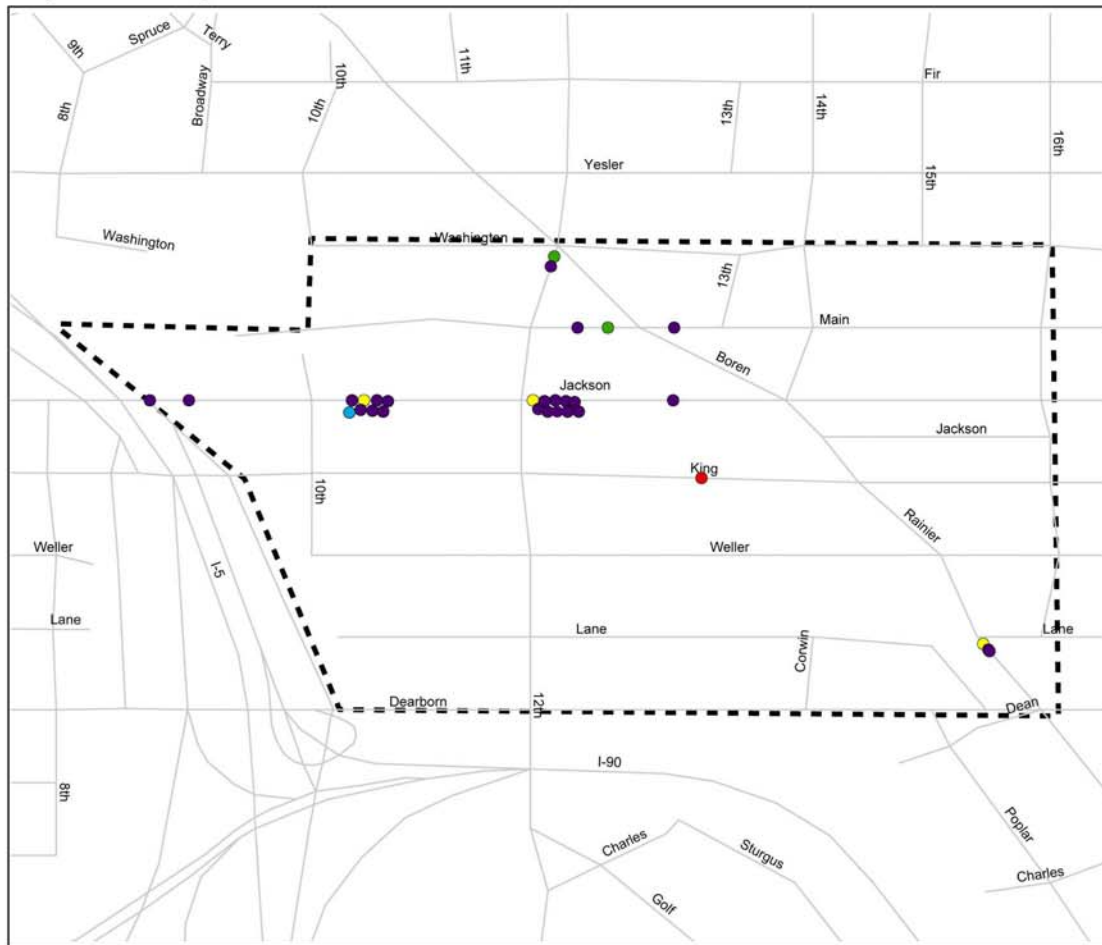 Spruce
Terry
9th
11th
10th
Fir
8th
Broadway
10th
13th
14th
16th
Yesler
15th
Washington
Washington
13th
Main
Boren
Jackson
Jackson
King
10th
Rainier
Weller
Weller
I-5
Lane
Lane
Corwin
Lane
Dearborn
12th
Dean
I-90
8th
Poplar
Charles
Sturgus
Charles
Golf